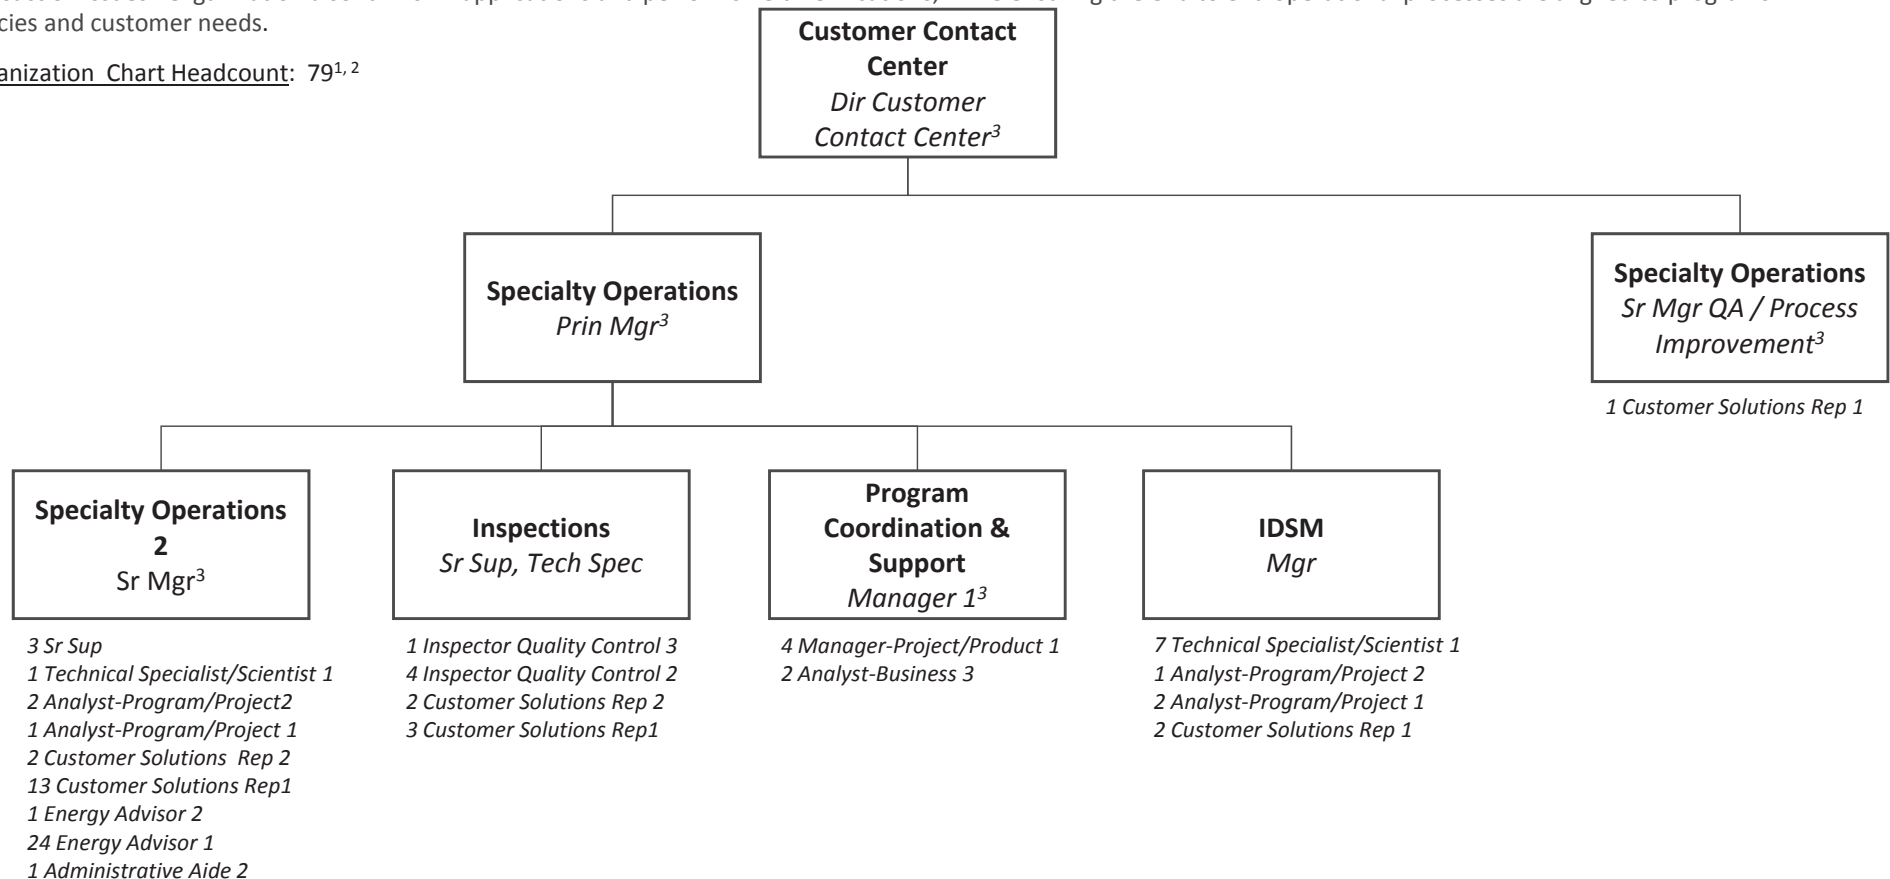 cies and customer needs.
anization Chart Headcount: 79¹,²
Customer Contact
Center
Dir Customer
Contact Center³
Specialty Operations
Prin Mgr³
Specialty Operations
Sr Mgr QA / Process
Improvement³
1 Customer Solutions Rep 1
Specialty Operations
2
Sr Mgr³
Inspections
Sr Sup, Tech Spec
Program
Coordination &
Support
Manager 1³
IDSM
Mgr
3 Sr Sup
1 Technical Specialist/Scientist 1
2 Analyst-Program/Project2
1 Analyst-Program/Project 1
2 Customer Solutions Rep 2
13 Customer Solutions Rep1
1 Energy Advisor 2
24 Energy Advisor 1
1 Administrative Aide 2
1 Inspector Quality Control 3
4 Inspector Quality Control 2
2 Customer Solutions Rep 2
3 Customer Solutions Rep1
4 Manager-Project/Product 1
2 Analyst-Business 3
7 Technical Specialist/Scientist 1
1 Analyst-Program/Project 2
2 Analyst-Program/Project 1
2 Customer Solutions Rep 1